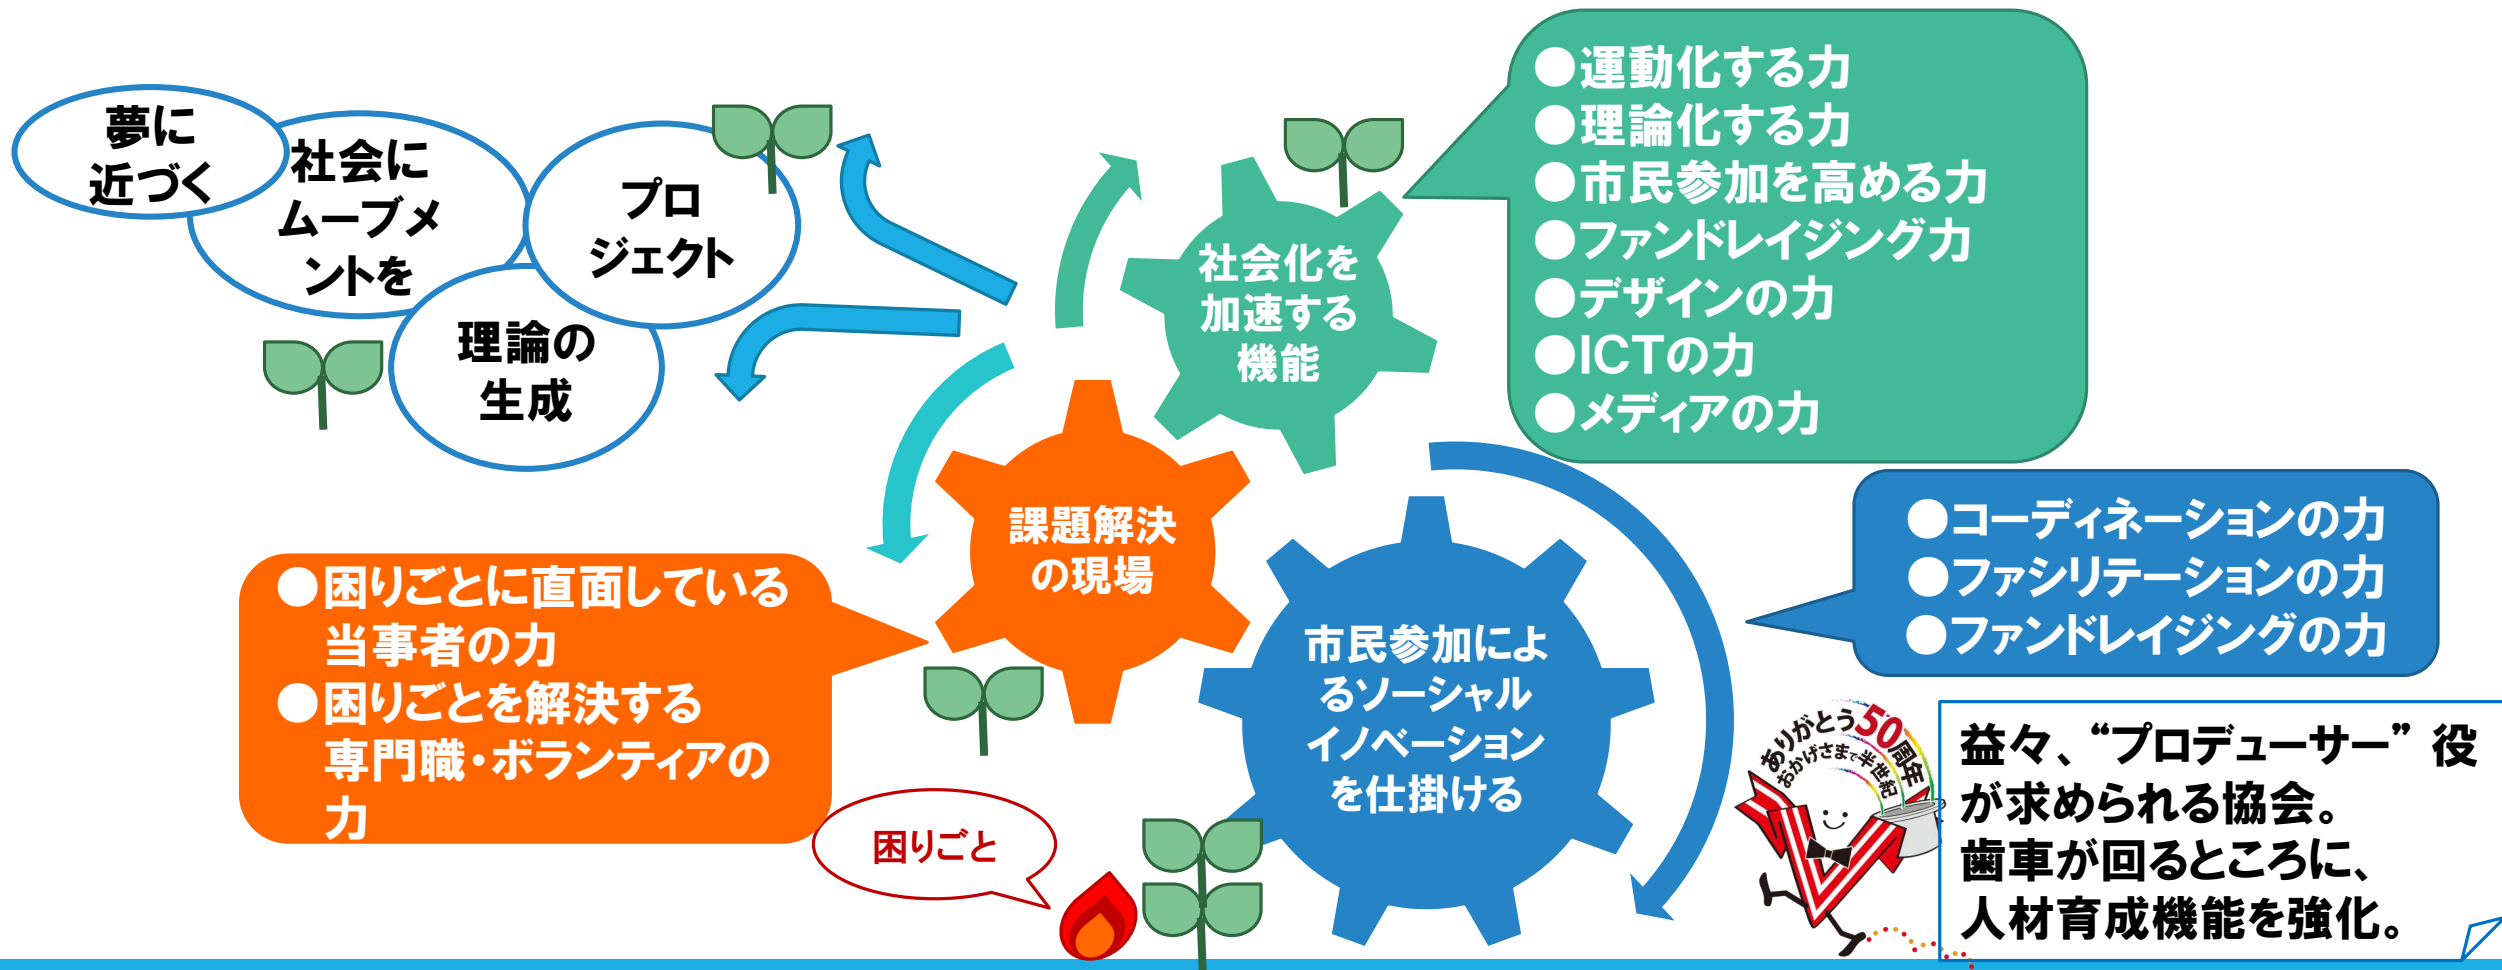 夢に
近づく
社会に
ムーブメ
ントを
プロ
ジェクト
理論の
生成
社会化を
加速する
機能
●運動化する力
●理論化する力
●市民参加を高める力
●ファンドレイジング力
●デザインの力
●ICTの力
●メディアの力
課題解決
の現場
●困りごとに直面している
当事者の力
●困りごとを解決する
専門職・ボランティアの
力
困りごと
市民参加によ
るソーシャル
イノベーション
を仕掛ける
●コーディネーションの力
●ファシリテーションの力
●ファンドレイジングの力
ありがとう50周年
おかげさまで半世紀
益々、“プロデューサー”役
が求められる協会。
歯車が回るところに、
人材育成機能を強化。